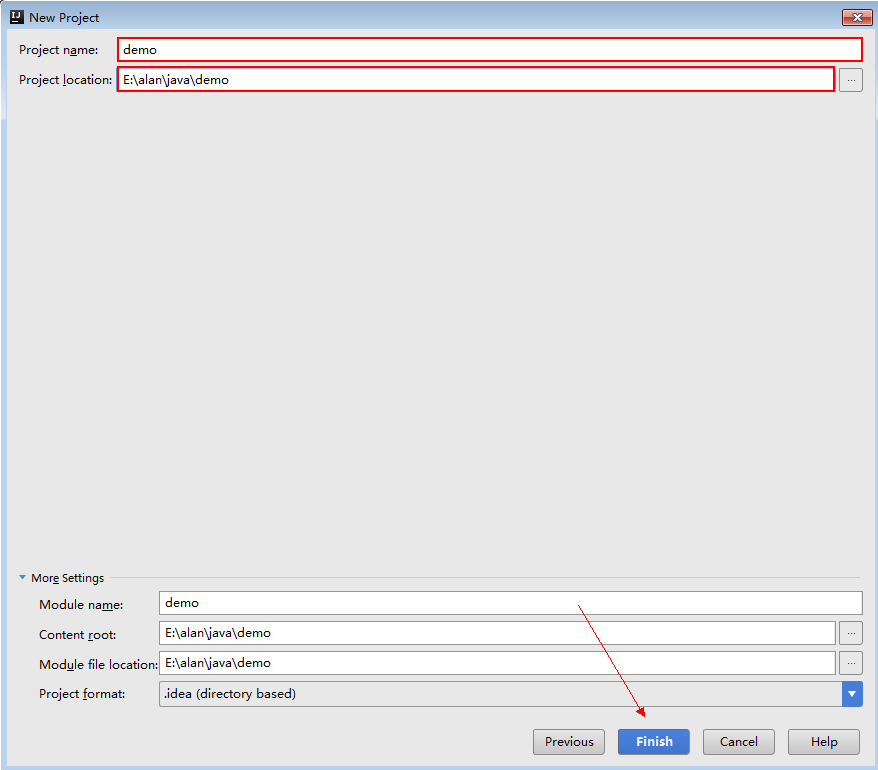 IJ New Project
Project name: demo
Project location: E:\alan\java\demo ...
More Settings
Module name: demo
Content root: E:\alan\java\demo ...
Module file location: E:\alan\java\demo ...
Project format: .idea (directory based)
Previous Finish Cancel Help